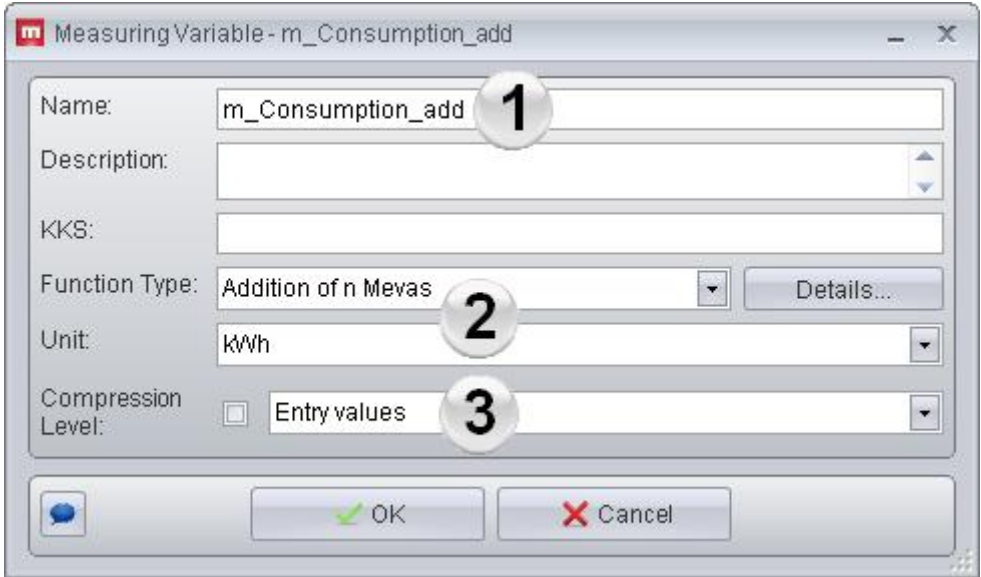 m Measuring Variable - m_Consumption_add
Name: m_Consumption_add 1
Description:
KKS:
Function Type: Addition of n Mevas Details...
2
Unit: kWh
Compression Level: Entry values 3
OK Cancel